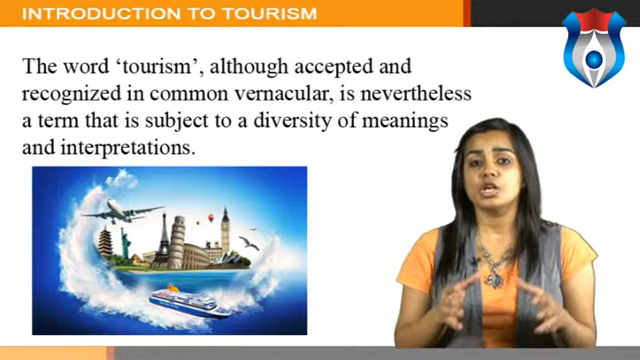 INTRODUCTION TO TOURISM
The word ‘tourism’, although accepted and
recognized in common vernacular, is nevertheless
a term that is subject to a diversity of meanings
and interpretations.